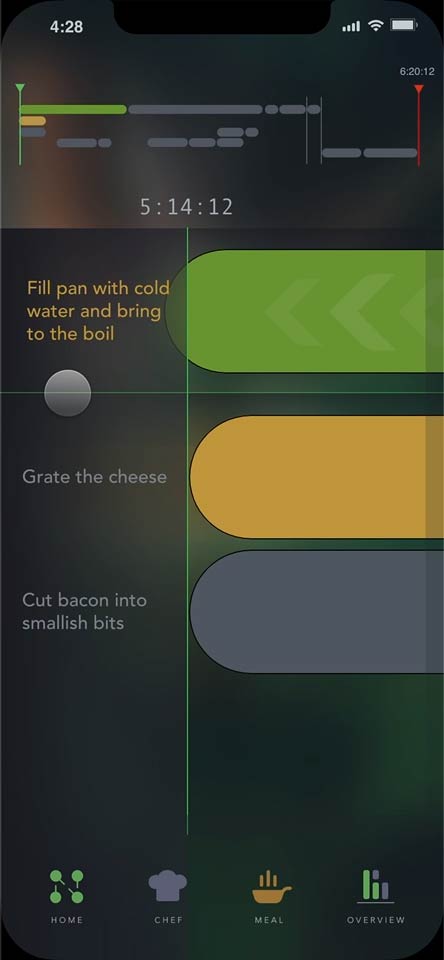 4:28
6:20:12
5:14:12
Fill pan with cold
water and bring
to the boil
Grate the cheese
Cut bacon into
smallish bits
HOME
CHEF
MEAL
OVERVIEW